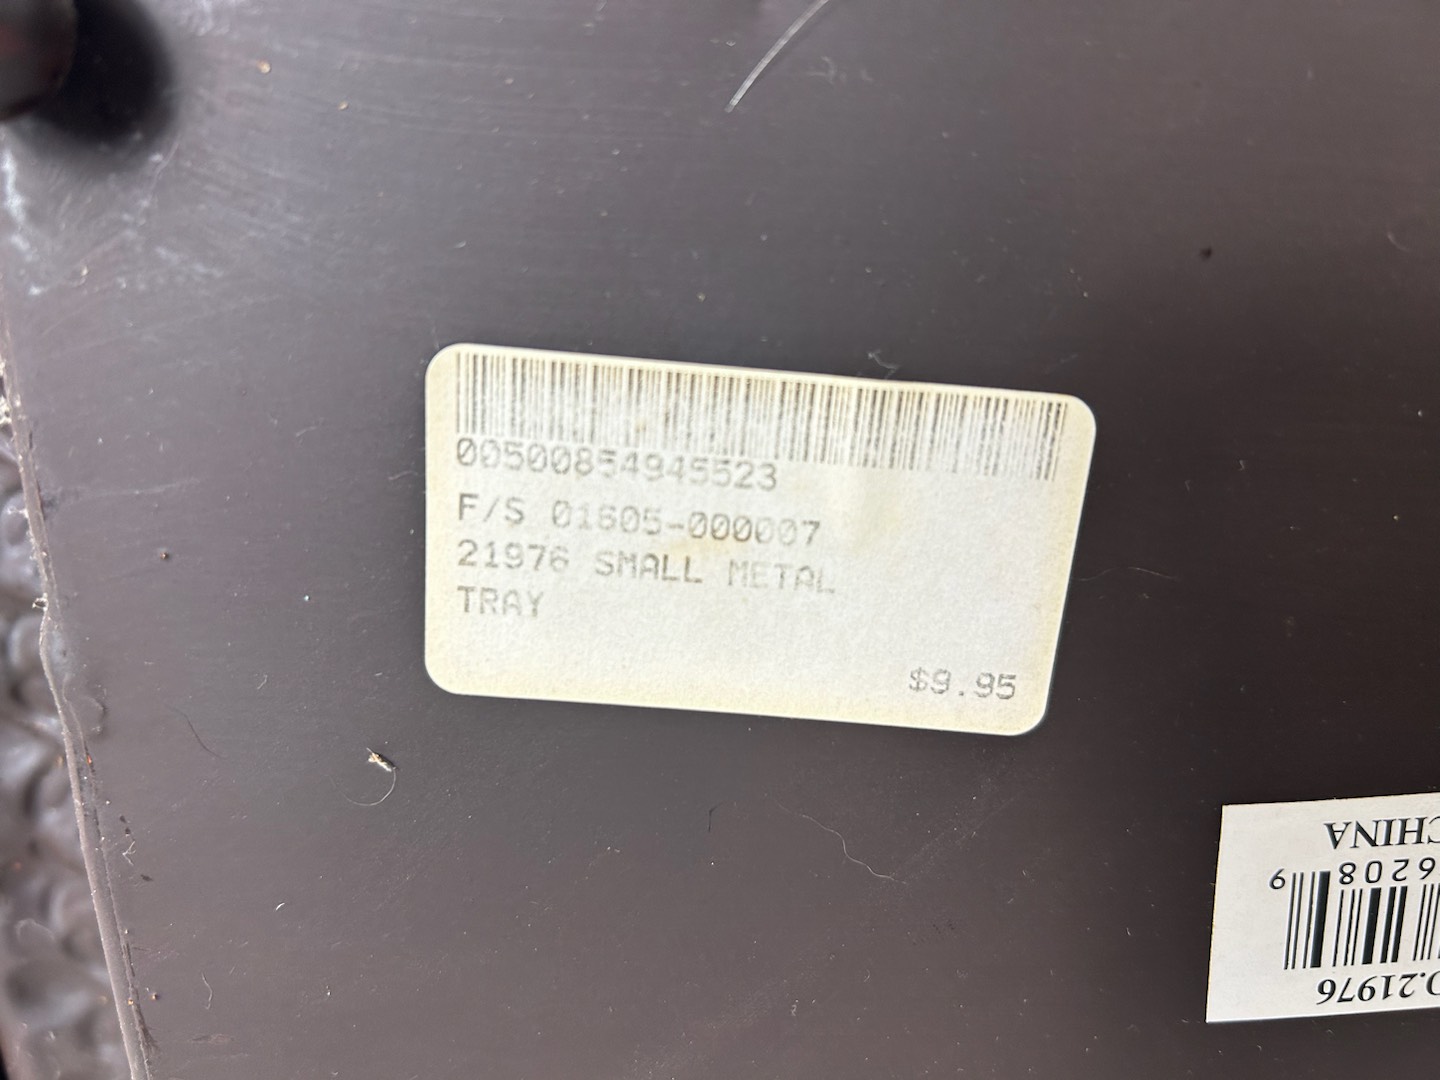 00500854945523
F/S 01605-000007
21976 SMALL METAL
TRAY
$9.95
O.21976
6208 9
CHINA